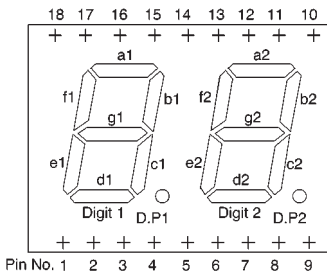 18 17 16 15 14 13 12 11 10
a1 a2
f1 b1 f2 b2
g1 g2
e1 c1 e2 c2
d1 d2
Digit 1 D.P1 Digit 2 D.P2
Pin No. 1 2 3 4 5 6 7 8 9